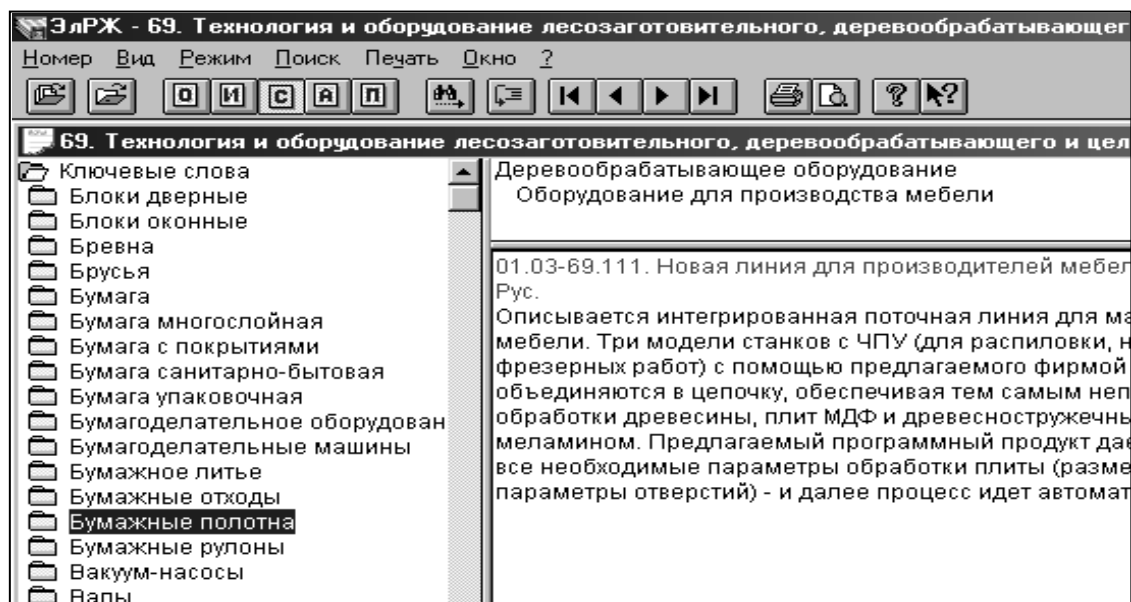 ЭлРЖ - 69. Технология и оборудование лесозаготовительного, деревообрабатывающег
Номер Вид Режим Поиск Печать Окно ?
О И С А П
69. Технология и оборудование лесозаготовительного, деревообрабатывающего и цел
Ключевые слова
Блоки дверные
Блоки оконные
Бревна
Брусья
Бумага
Бумага многослойная
Бумага с покрытиями
Бумага санитарно-бытовая
Бумага упаковочная
Бумагоделательное оборудован
Бумагоделательные машины
Бумажное литье
Бумажные отходы
Бумажные полотна
Бумажные рулоны
Вакуум-насосы
Валы
Деревообрабатывающее оборудование
Оборудование для производства мебели
01.03-69.111. Новая линия для производителей мебел
Рус.
Описывается интегрированная поточная линия для ма
мебели. Три модели станков с ЧПУ (для распиловки, н
фрезерных работ) с помощью предлагаемого фирмой
объединяются в цепочку, обеспечивая тем самым неп
обработки древесины, плит МДФ и древесностружечны
меламином. Предлагаемый программный продукт дае
все необходимые параметры обработки плиты (разме
параметры отверстий) - и далее процесс идет автомат